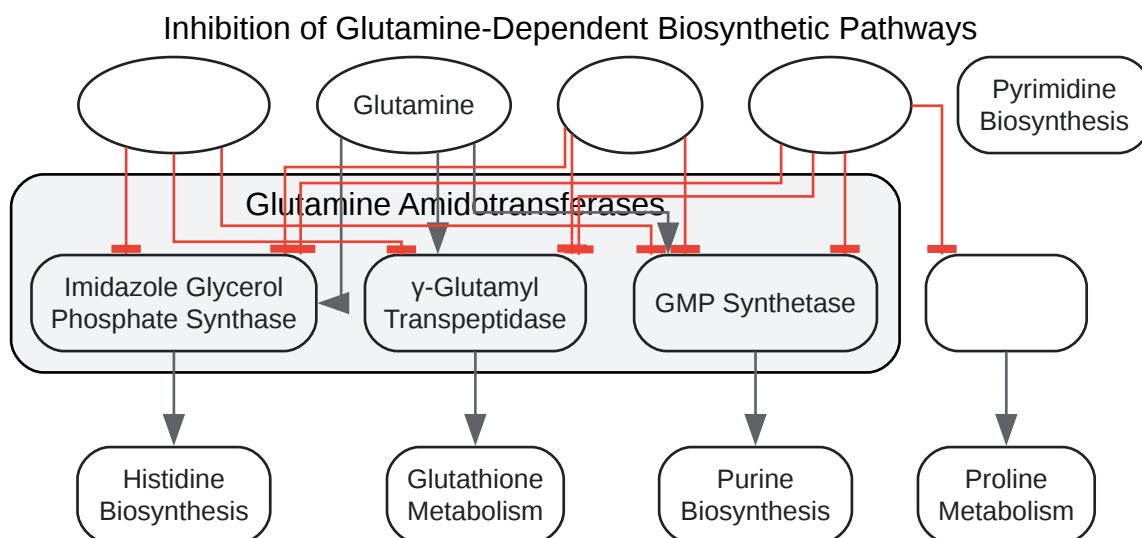 Inhibition of Glutamine-Dependent Biosynthetic Pathways
Glutamine
Pyrimidine
Biosynthesis
Glutamine Amidotransferases
Imidazole Glycerol
Phosphate Synthase
γ-Glutamyl
Transpeptidase
GMP Synthetase
Histidine
Biosynthesis
Glutathione
Metabolism
Purine
Biosynthesis
Proline
Metabolism